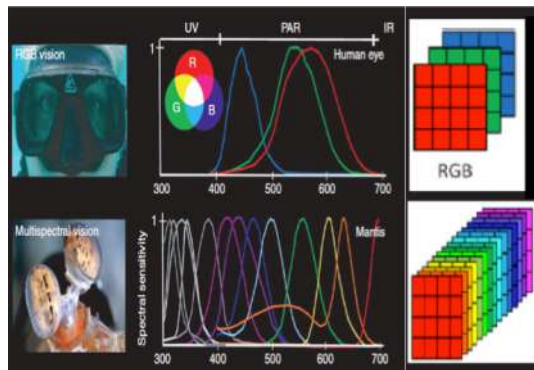 UV PAR IR
RGB vision
1
Human eye
R
G B
300 400 500 600 700
RGB
Multispectral vision
Spectral sensitivity
1 1
Mantis
300 400 500 600 700